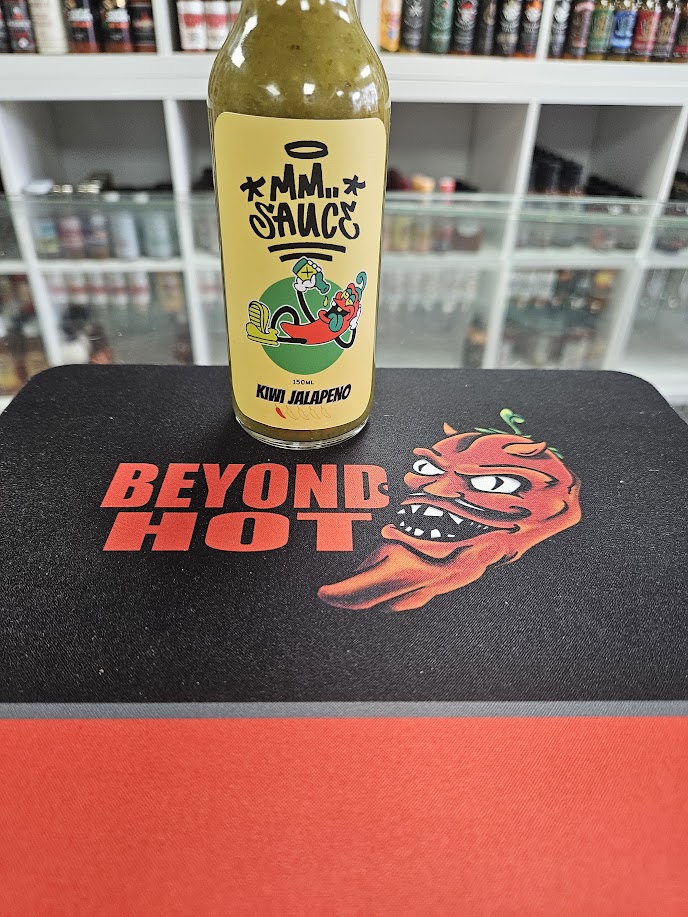 *MM..*
SAUCE
150ML
KIWI JALAPENO
BEYOND
HOT